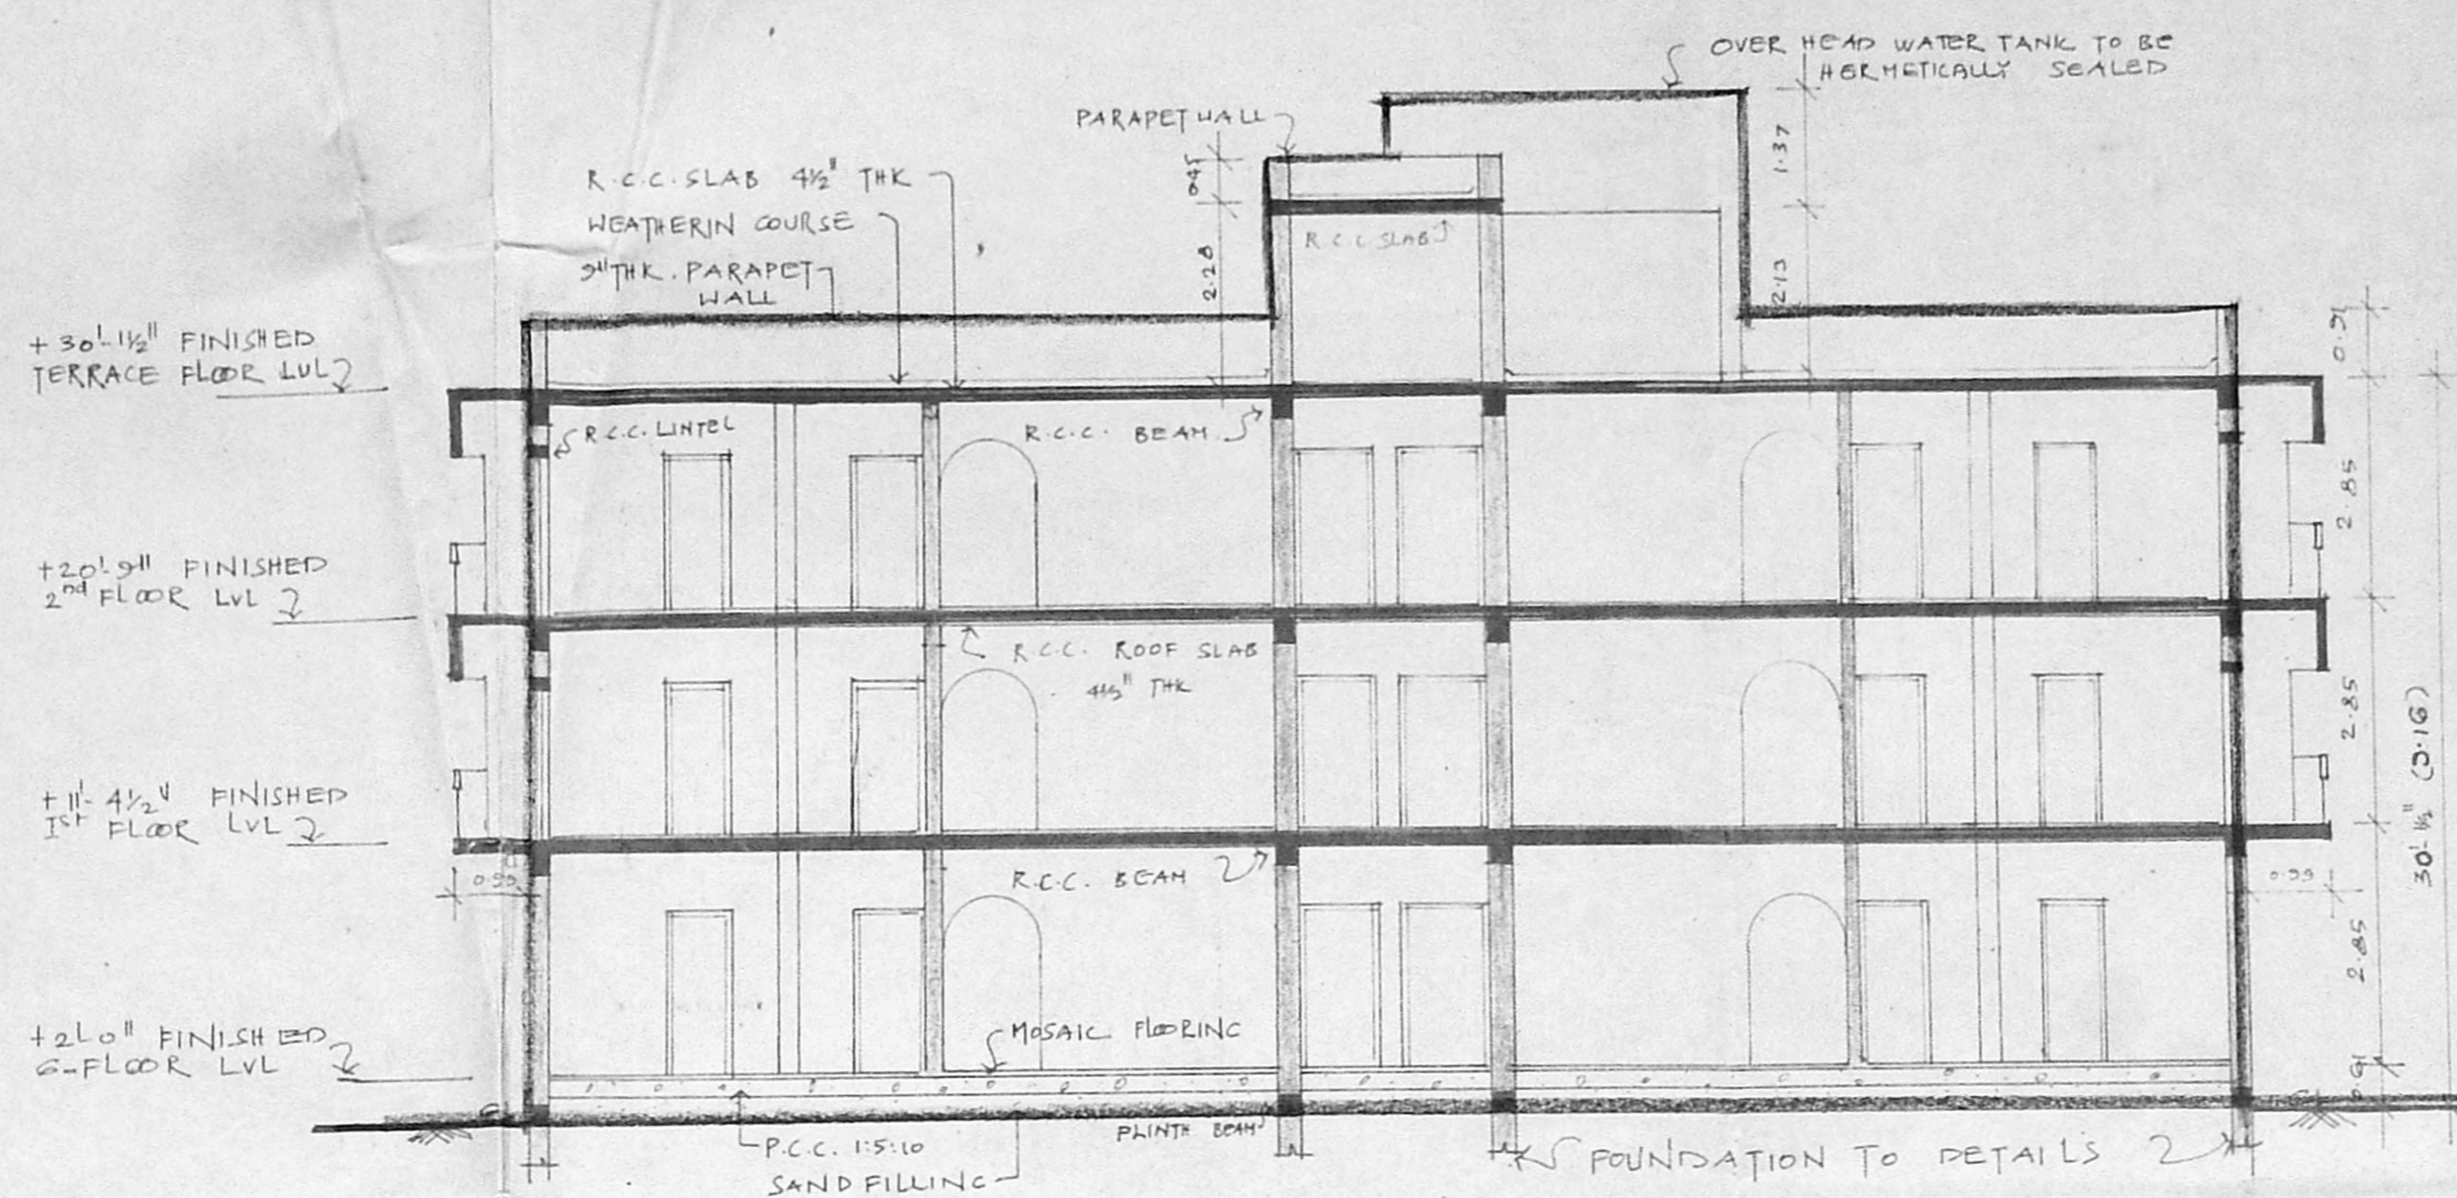 OVER HEAD WATER TANK TO BE
HERMETICALLY SEALED
PARAPET WALL
R.C.C. SLAB 4½" THK
WEATHERIN COURSE
9" THK. PARAPET
WALL
0.45
1.37
R.C.C SLAB
2.28
2.13
0.91
+30'-1½" FINISHED
TERRACE FLOOR LVL
R.C.C. LINTEL
R.C.C. BEAM
2.85
+20'-9" FINISHED
2nd FLOOR LVL
R.C.C. ROOF SLAB
4½" THK
2.85
30'-1½" (9.16)
+11'-4½" FINISHED
Ist FLOOR LVL
0.99
R.C.C. BEAM
0.99
2.85
+2'-0" FINISHED
G-FLOOR LVL
MOSAIC FLOORING
PLINTH BEAM
P.C.C. 1:5:10
SAND FILLING
FOUNDATION TO DETAILS